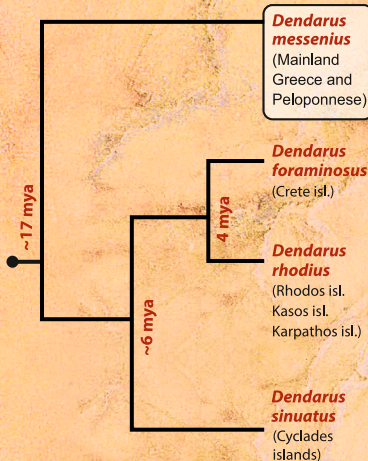 Dendarus
messenius
(Mainland
Greece and
Peloponnese)
Dendarus
foraminosus
(Crete isl.)
~17 mya
4 mya
Dendarus
rhodius
(Rhodos isl.
Kasos isl.
Karpathos isl.)
~6 mya
Dendarus
sinuatus
(Cyclades
islands)